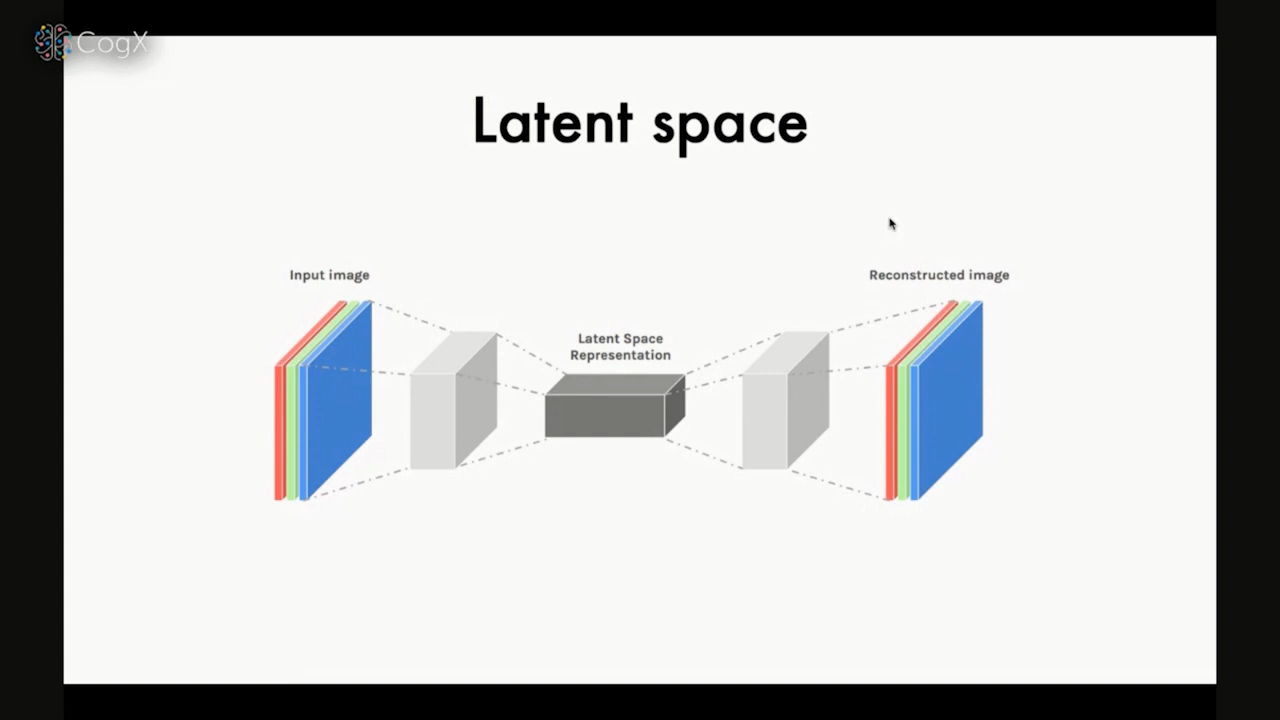 CogX
Latent space
Input image
Reconstructed image
Latent Space
Representation